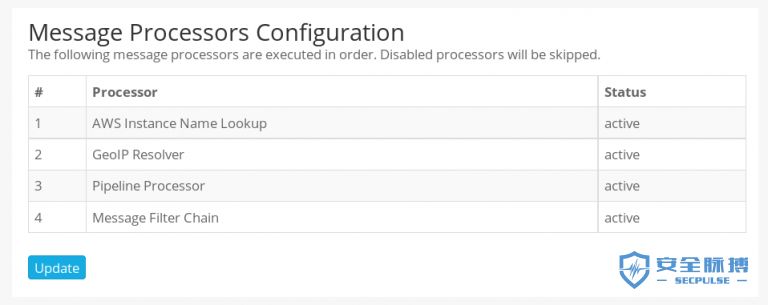 Message Processors Configuration
The following message processors are executed in order. Disabled processors will be skipped.
# Processor Status
1 AWS Instance Name Lookup active
2 GeoIP Resolver active
3 Pipeline Processor active
4 Message Filter Chain active
Update
安全脉搏
SECPULSE